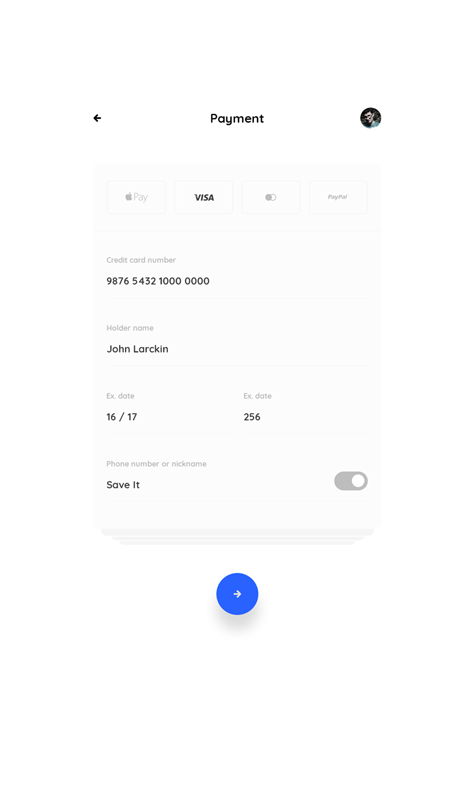 Payment
Pay
VISA
PayPal
Credit card number
9876 5432 1000 0000
Holder name
John Larckin
Ex. date
Ex. date
16 / 17
256
Phone number or nickname
Save It